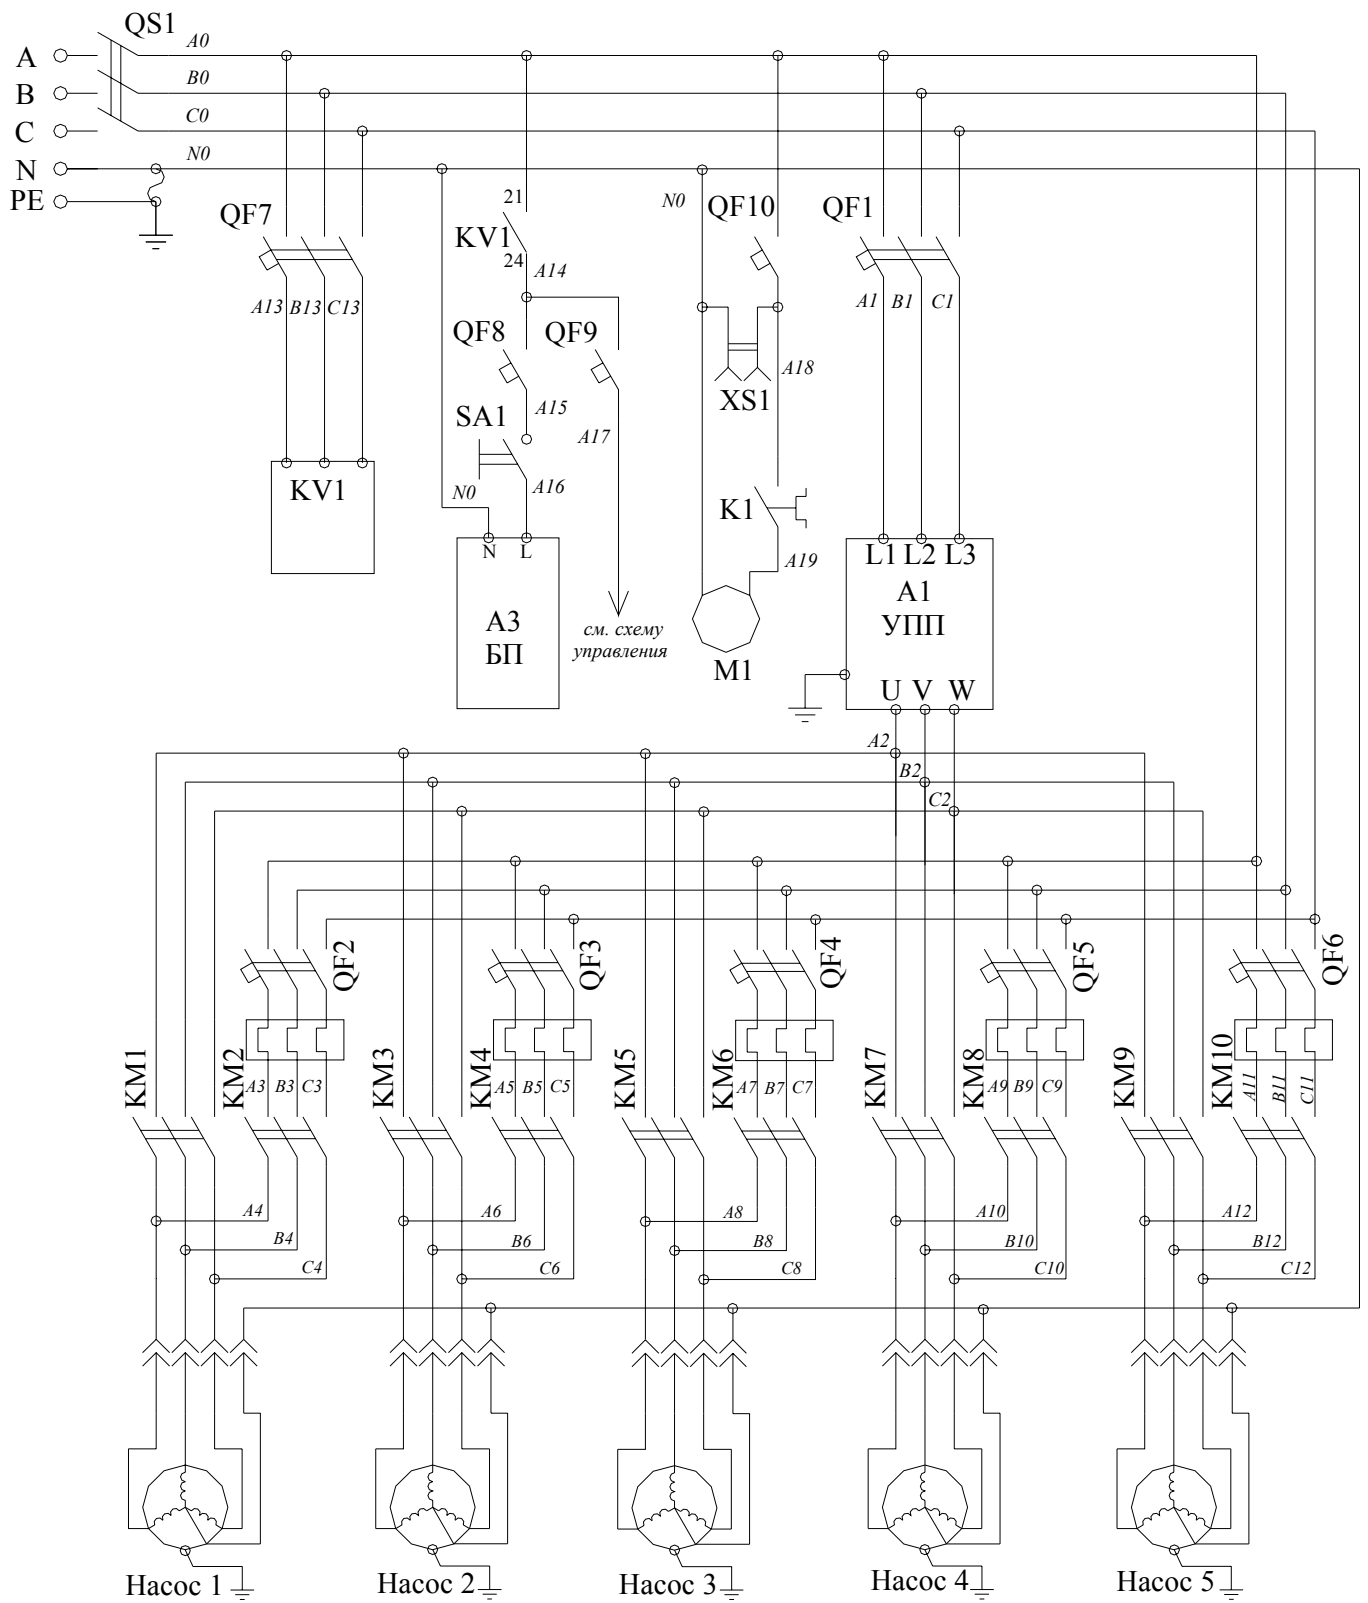 QS1
A
A0
B
B0
C
C0
N
N0
PE
QF7
21
KV1
24
A14
N0
QF10
QF1
A13 B13 C13
A1 B1 C1
QF8
QF9
A18
XS1
SA1
A15
A17
KV1
N0
A16
K1
A19
N L
L1 L2 L3
A3
БП
см. схему
управления
M1
A1
УПП
U V W
A2
B2
C2
QF2
QF3
QF4
QF5
QF6
KM1
KM2
KM3
KM4
KM5
KM6
KM7
KM8
KM9
KM10
A3 B3 C3
A5 B5 C5
A7 B7 C7
A9 B9 C9
A11 B11 C11
A4
A6
A8
A10
A12
B4
B6
B8
B10
B12
C4
C6
C8
C10
C12
Насос 1
Насос 2
Насос 3
Насос 4
Насос 5